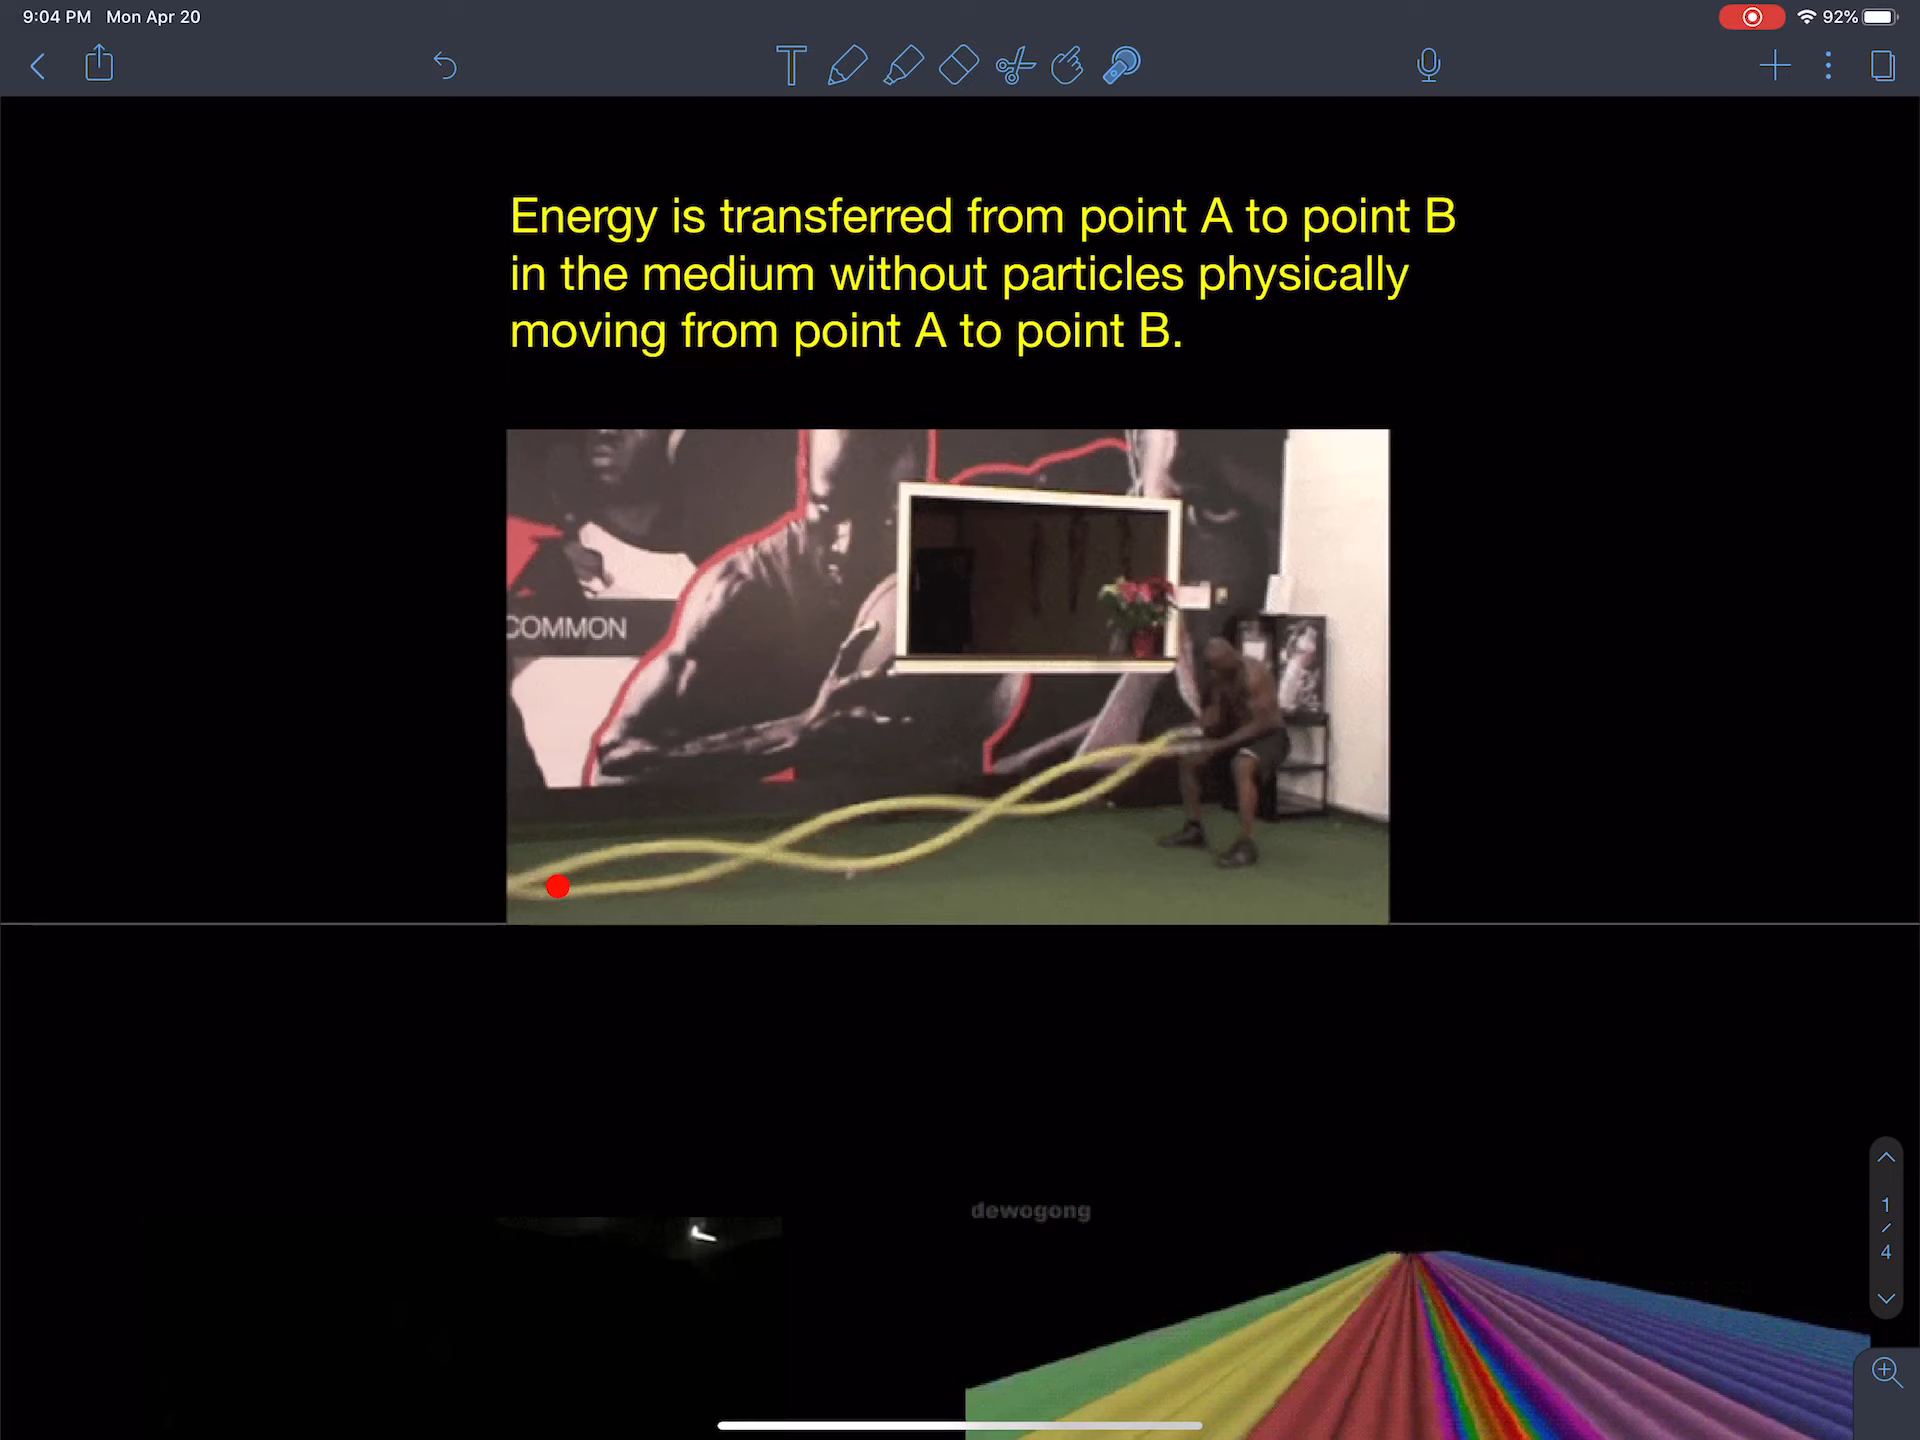 9:04 PM Mon Apr 20
92%
T
Energy is transferred from point A to point B
in the medium without particles physically
moving from point A to point B.
COMMON
dewogong
1
/
4